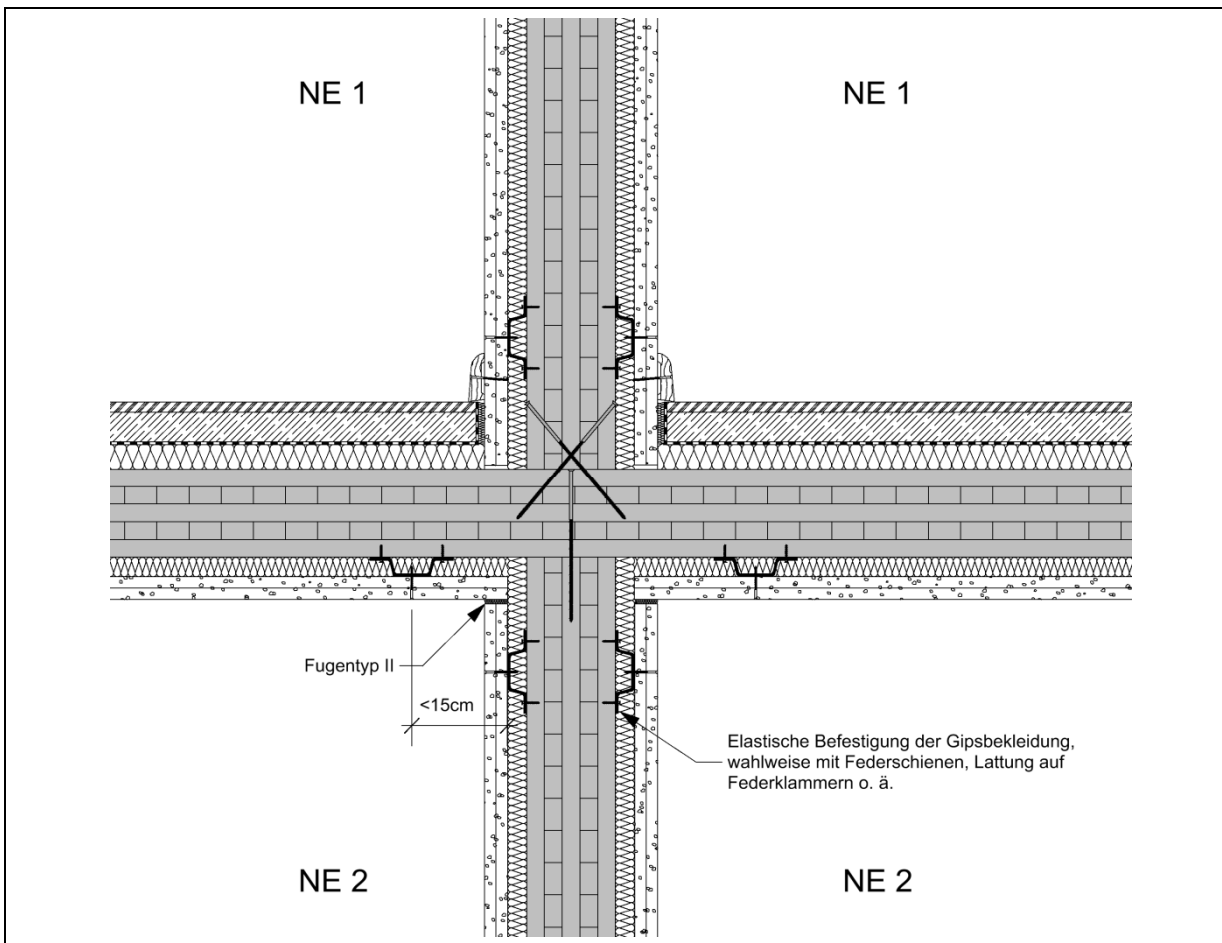 NE 1
NE 1
Fugentyp II
<15cm
Elastische Befestigung der Gipsbekleidung,
wahlweise mit Federschienen, Lattung auf
Federklammern o. ä.
NE 2
NE 2